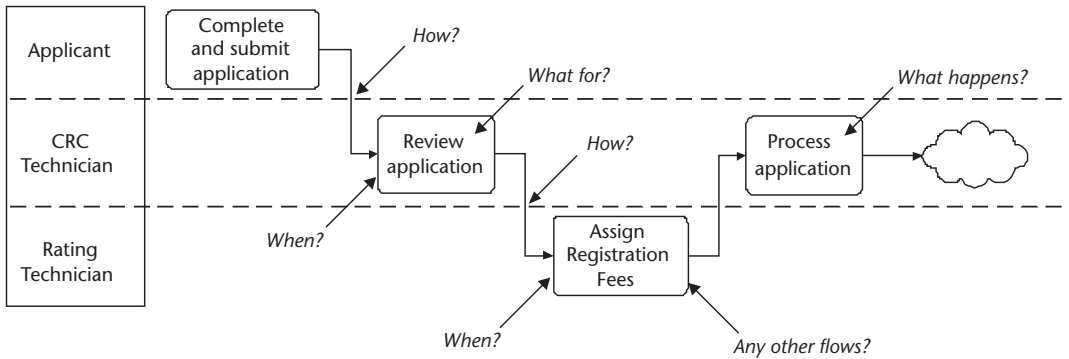 Applicant
Complete
and submit
application
How?
What for?
What happens?
CRC
Technician
Review
application
How?
Process
application
When?
Rating
Technician
Assign
Registration
Fees
When?
Any other flows?